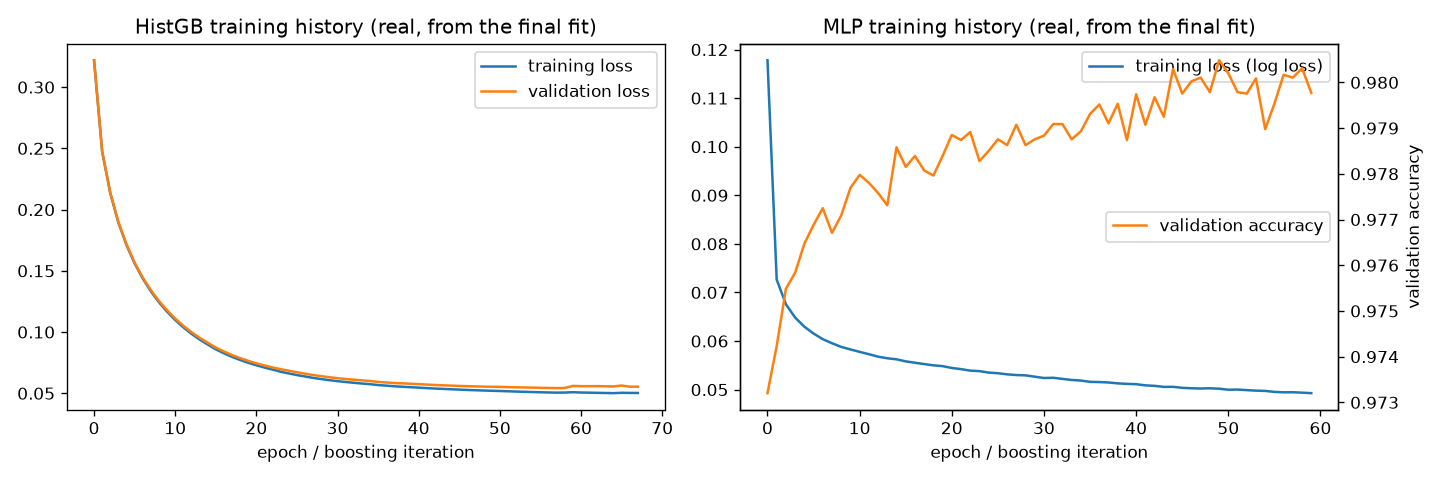 HistGB training history (real, from the final fit)
training loss
validation loss
0.30
0.25
0.20
0.15
0.10
0.05
0 10 20 30 40 50 60 70
epoch / boosting iteration
MLP training history (real, from the final fit)
training loss (log loss)
validation accuracy
0.12
0.11
0.10
0.09
0.08
0.07
0.06
0.05
0.980
0.979
0.978
0.977
0.976
0.975
0.974
0.973
validation accuracy
0 10 20 30 40 50 60
epoch / boosting iteration